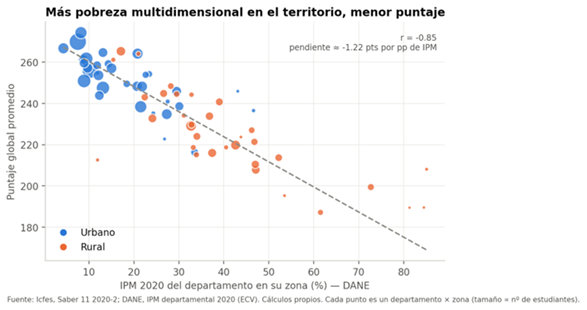 Más pobreza multidimensional en el territorio, menor puntaje
r = -0.85
pendiente ≈ -1.22 pts por pp de IPM
Puntaje global promedio
260
240
220
200
180
Urbano
Rural
10 20 30 40 50 60 70 80
IPM 2020 del departamento en su zona (%) — DANE
Fuente: Icfes, Saber 11 2020-2; DANE, IPM departamental 2020 (ECV). Cálculos propios. Cada punto es un departamento × zona (tamaño ∝ nº de estudiantes).